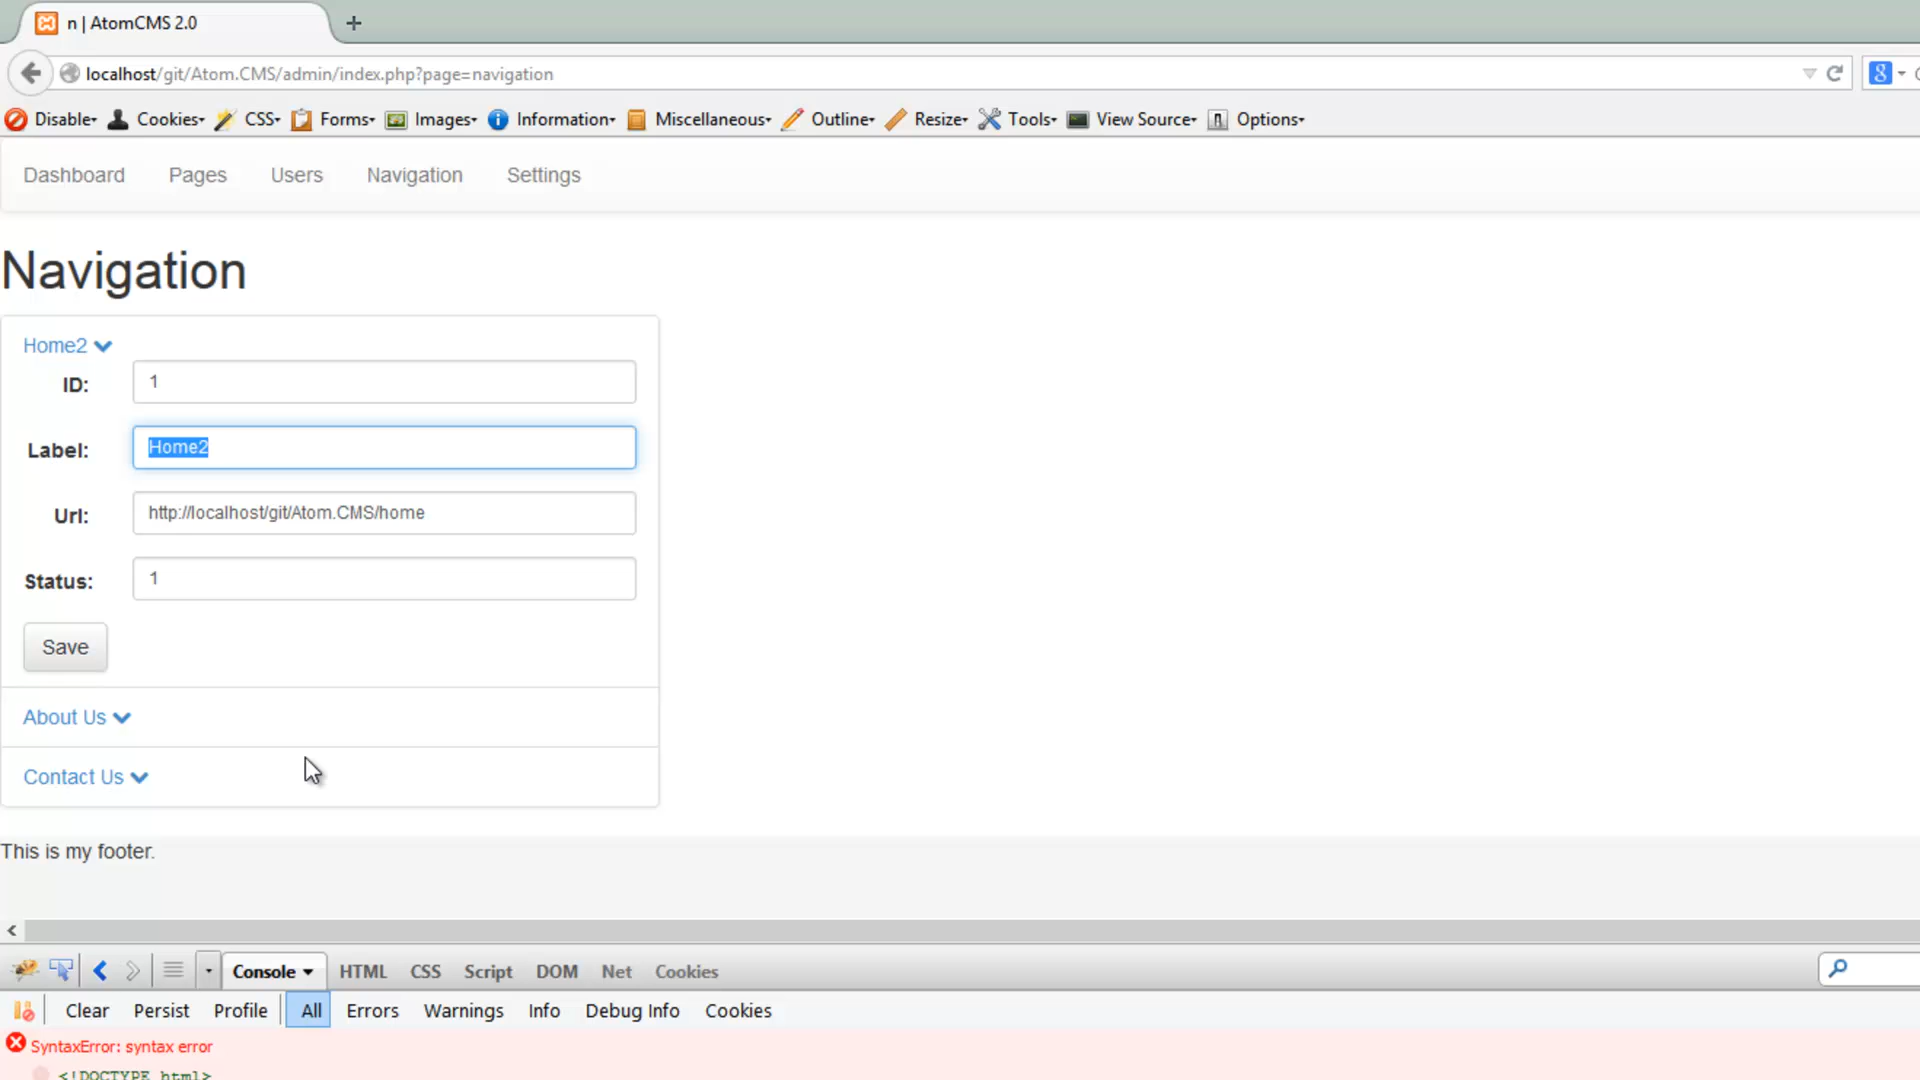 n | AtomCMS 2.0
localhost/git/Atom.CMS/admin/index.php?page=navigation
Disable Cookies CSS Forms Images Information Miscellaneous Outline Resize Tools View Source Options
Dashboard Pages Users Navigation Settings
Navigation
Home2
ID: 1
Label: Home2
Url: http://localhost/git/Atom.CMS/home
Status: 1
Save
About Us
Contact Us
This is my footer.
Console HTML CSS Script DOM Net Cookies
Clear Persist Profile All Errors Warnings Info Debug Info Cookies
SyntaxError: syntax error
<!DOCTYPE html>